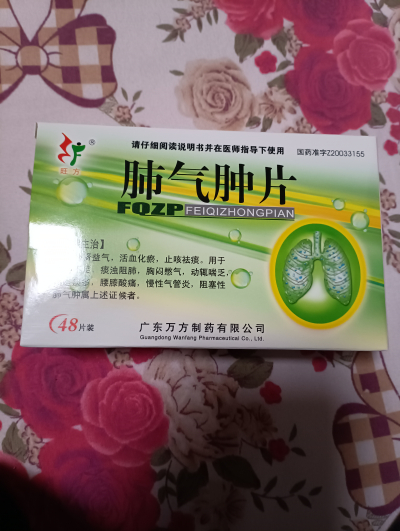 请仔细阅读说明书并在医师指导下使用
国药准字Z20033155
®
旺方
肺气肿片
FQZP FEIQIZHONGPIAN
主治】
益气，活血化瘀，止咳祛痰。用于
痰浊阻肺，胸闷憋气，动辄喘乏
腰膝酸痛，慢性气管炎，阻塞性
肺气肿属上述证候者。
48片装
广东万方制药有限公司
Guangdong Wanfang Pharmaceutical Co., Ltd.